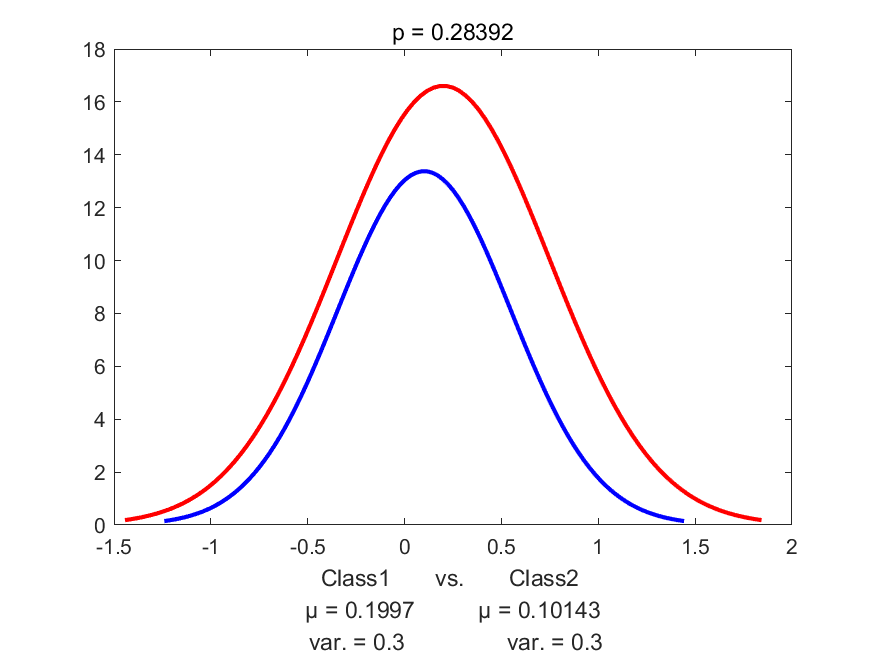 p = 0.28392
18
16
14
12
10
8
6
4
2
0
-1.5 -1 -0.5 0 0.5 1 1.5 2
Class1 vs. Class2
μ = 0.1997 μ = 0.10143
var. = 0.3 var. = 0.3